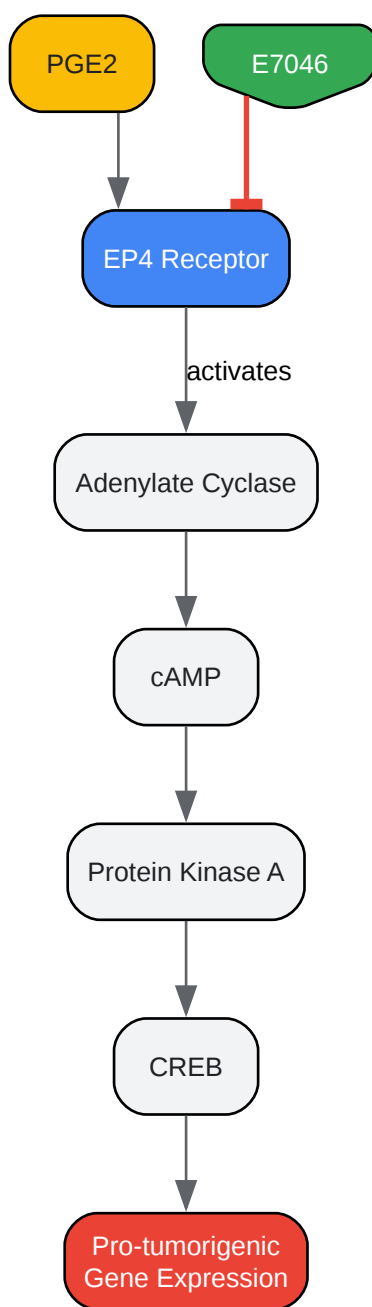 PGE2
E7046
EP4 Receptor
activates
Adenylate Cyclase
cAMP
Protein Kinase A
CREB
Pro-tumorigenic
Gene Expression